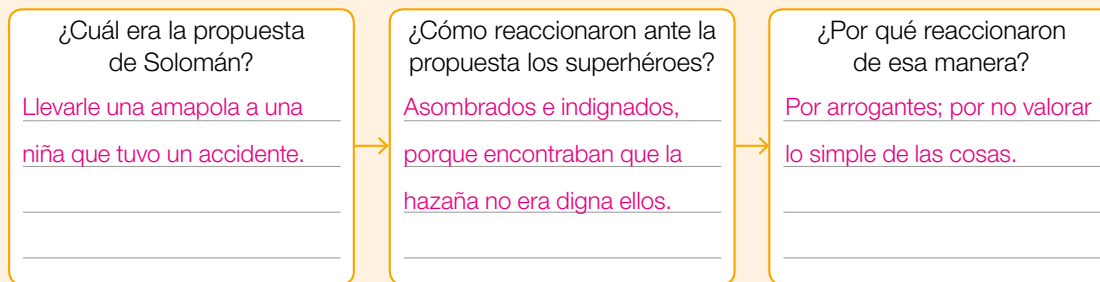 ¿Cuál era la propuesta
de Solomán?
Llevarle una amapola a una
niña que tuvo un accidente.
¿Cómo reaccionaron ante la
propuesta los superhéroes?
Asombrados e indignados,
porque encontraban que la
hazaña no era digna ellos.
¿Por qué reaccionaron
de esa manera?
Por arrogantes; por no valorar
lo simple de las cosas.